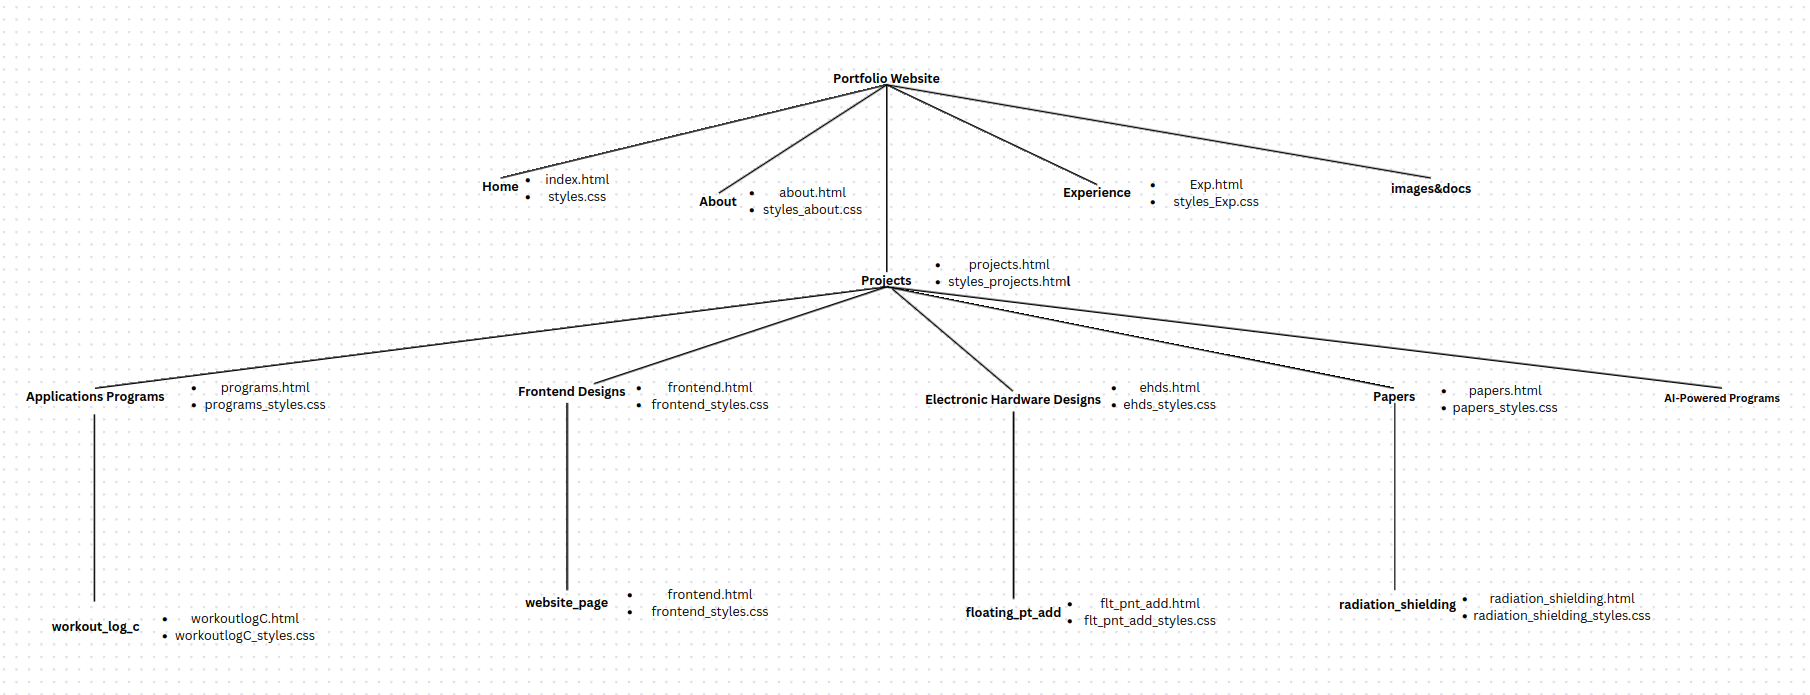 Portfolio Website
Home
• index.html
• styles.css
About
• about.html
• styles_about.css
Experience
• Exp.html
• styles_Exp.css
images&docs
Projects
• projects.html
• styles_projects.html
Applications Programs
• programs.html
• programs_styles.css
Frontend Designs
• frontend.html
• frontend_styles.css
Electronic Hardware Designs
• ehds.html
• ehds_styles.css
Papers
• papers.html
• papers_styles.css
AI-Powered Programs
workout_log_c
• workoutlogC.html
• workoutlogC_styles.css
website_page
• frontend.html
• frontend_styles.css
floating_pt_add
• flt_pnt_add.html
• flt_pnt_add_styles.css
radiation_shielding
• radiation_shielding.html
• radiation_shielding_styles.css